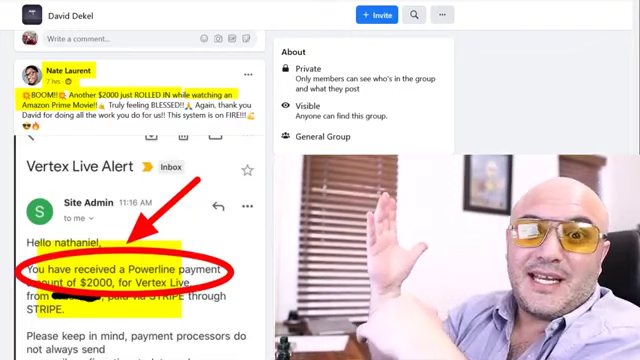 David Dekel
+ Invite
Write a comment...
Nate Laurent
7 hrs
BOOM!! Another $2000 just ROLLED IN while watching an
Amazon Prime Movie!! Truly feeling BLESSED!! Again, thank you
David for doing all the work you do for us!! This system is on FIRE!!!
Vertex Live Alert
Inbox
S
Site Admin 11:16 AM
to me
Hello nathaniel,
You have received a Powerline payment
amount of $2000, for Vertex Live,
from paid via STRIPE through
STRIPE.
Please keep in mind, payment processors do
not always send
About
Private
Only members can see who's in the group
and what they post
Visible
Anyone can find this group.
General Group